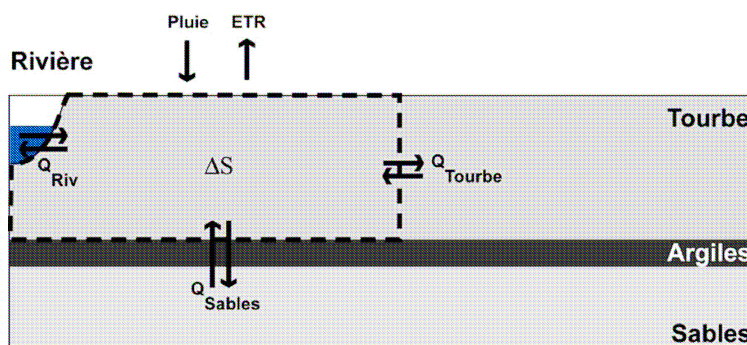 Pluie ETR
Rivière
Tourbe
Q Riv
ΔS
Q Tourbe
Argiles
Q Sables
Sables